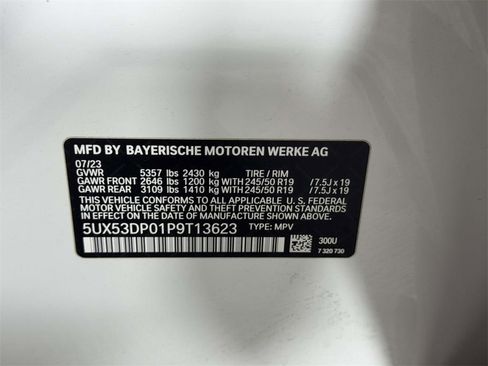 MFD BY BAYERISCHE MOTOREN WERKE AG
07/23
GVWR 5357 lbs 2430 kg TIRE / RIM
GAWR FRONT 2646 lbs 1200 kg WITH 245/50 R19 /7.5J x 19
GAWR REAR 3109 lbs 1410 kg WITH 245/50 R19 /7.5J x 19
THIS VEHICLE CONFORMS TO ALL APPLICABLE U. S. FEDERAL
MOTOR VEHICLE SAFETY STANDARDS IN EFFECT ON THE
DATE OF MANUFACTURE SHOWN ABOVE.
5UX53DP01P9T13623 TYPE: MPV 300U
7 320 730